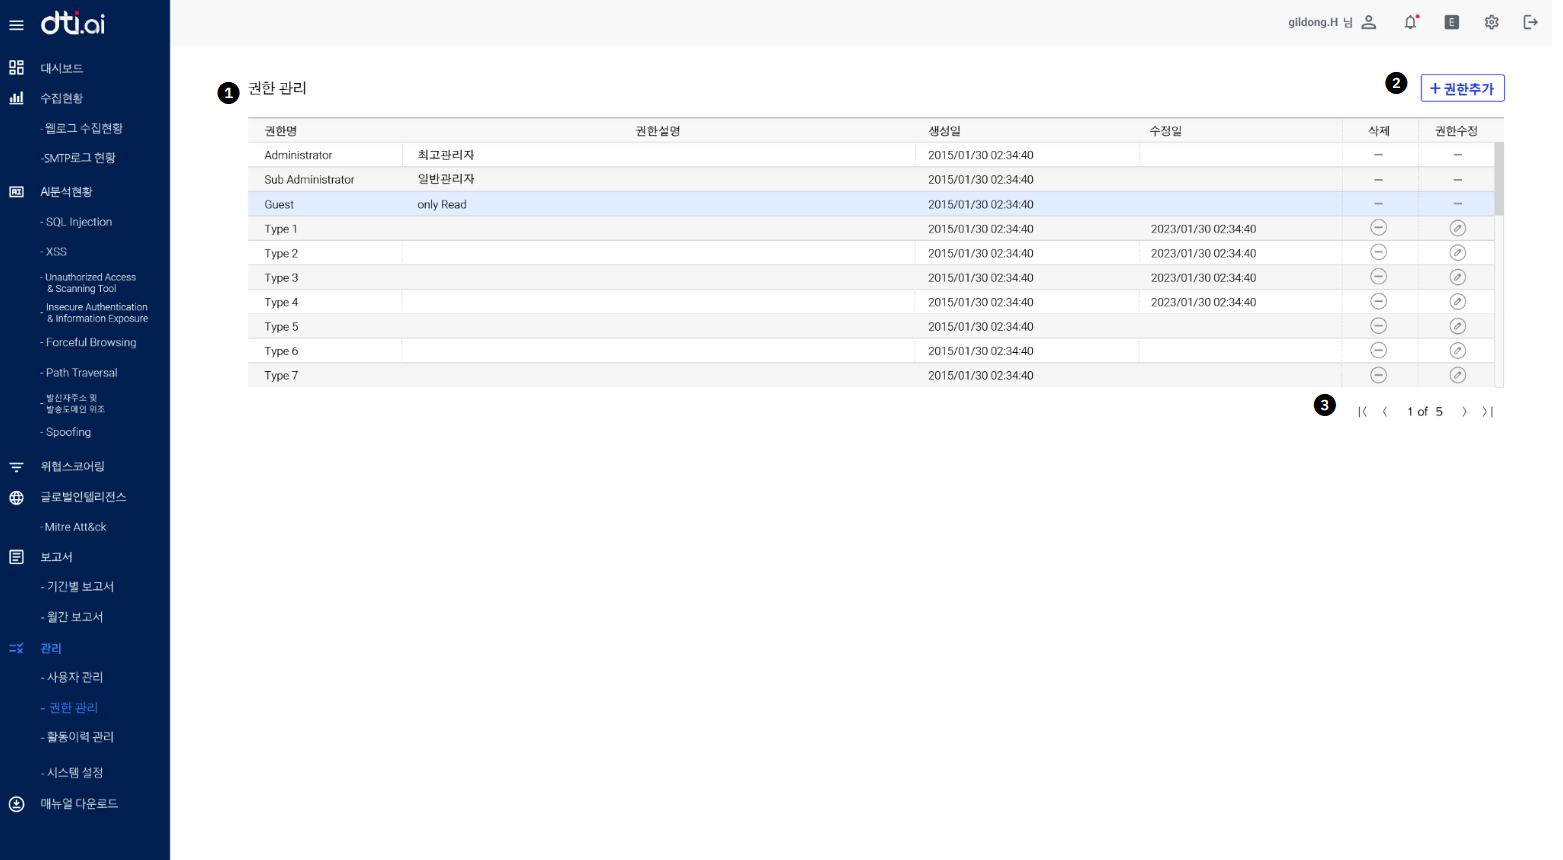 dti.ai
gildong.H 님
E
대시보드
수집현황
-웹로그 수집현황
-SMTP로그 현황
AI분석현황
- SQL Injection
- XSS
- Unauthorized Access
& Scanning Tool
- Insecure Authentication
& Information Exposure
- Forceful Browsing
- Path Traversal
- 발신자주소 및
발송도메인 위조
- Spoofing
위협스코어링
글로벌인텔리전스
-Mitre Att&ck
보고서
- 기간별 보고서
- 월간 보고서
관리
- 사용자 관리
- 권한 관리
- 활동이력 관리
- 시스템 설정
매뉴얼 다운로드
1 권한 관리
2 + 권한추가
권한명 권한설명 생성일 수정일 삭제 권한수정
Administrator 최고관리자 2015/01/30 02:34:40 – –
Sub Administrator 일반관리자 2015/01/30 02:34:40 – –
Guest only Read 2015/01/30 02:34:40 – –
Type 1 2015/01/30 02:34:40 2023/01/30 02:34:40
Type 2 2015/01/30 02:34:40 2023/01/30 02:34:40
Type 3 2015/01/30 02:34:40 2023/01/30 02:34:40
Type 4 2015/01/30 02:34:40 2023/01/30 02:34:40
Type 5 2015/01/30 02:34:40
Type 6 2015/01/30 02:34:40
Type 7 2015/01/30 02:34:40
3 1 of 5